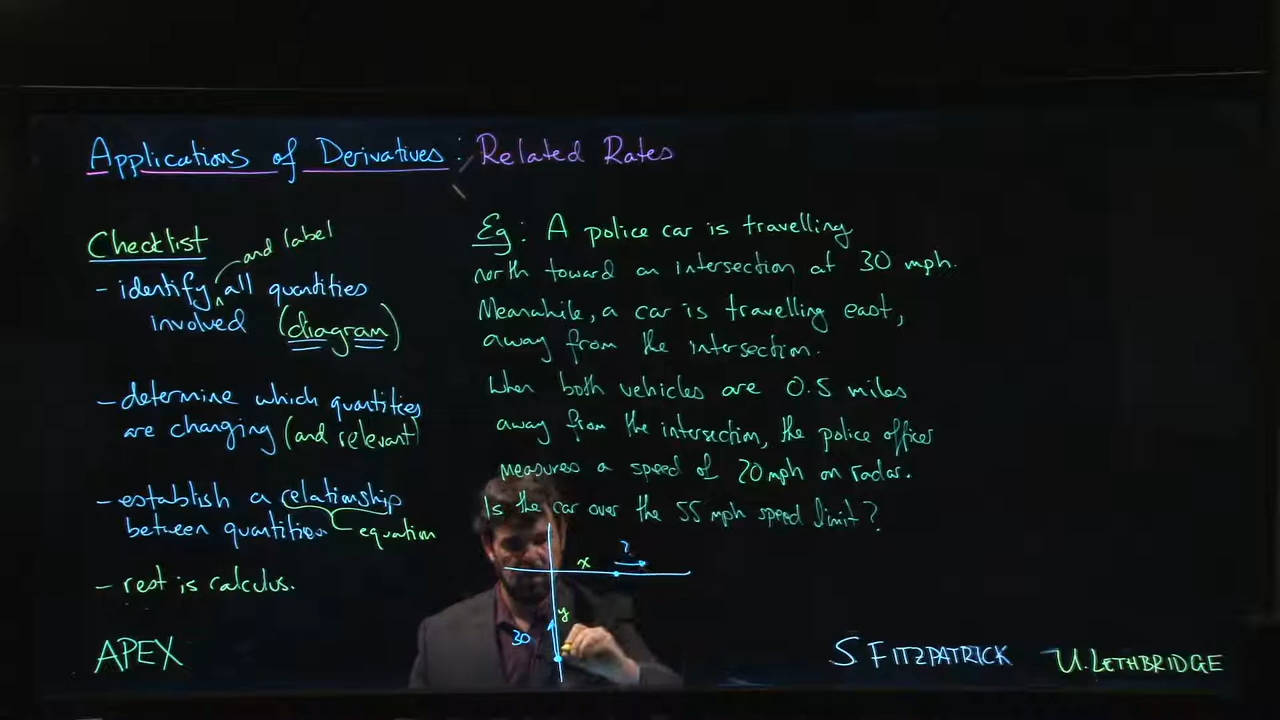 Applications of Derivatives: Related Rates
Checklist
and label
- identify all quantities
involved (diagram)
- determine which quantities
are changing (and relevant)
- establish a relationship
between quantities equation
- rest is calculus.
APEX
Eg: A police car is travelling
north toward an intersection at 30 mph.
Meanwhile, a car is travelling east,
away from the intersection.
When both vehicles are 0.5 miles
away from the intersection, the police officer
measures a speed of 20 mph on radar.
Is the car over the 55 mph speed limit?
?
x
y
30
S FITZPATRICK U. LETHBRIDGE